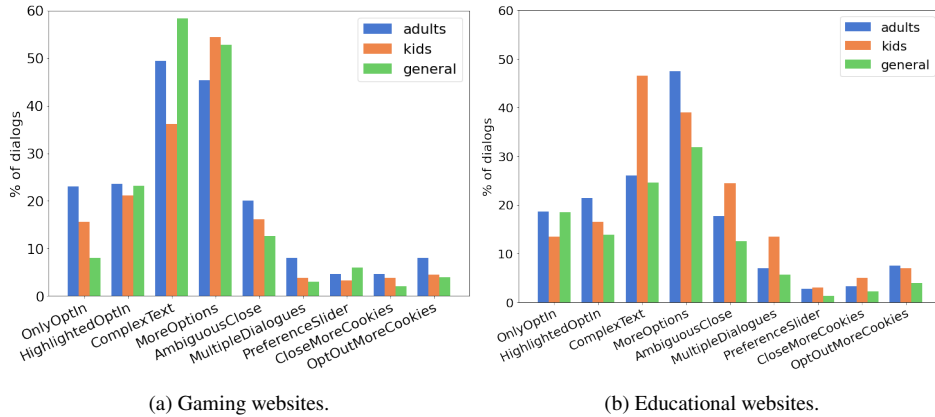 60
50
40
30
20
10
0
% of dialogs
adults
kids
general
OnlyOptIn
HighlightedOptIn
ComplexText
MoreOptions
AmbiguousClose
MultipleDialogues
PreferenceSlider
CloseMoreCookies
OptOutMoreCookies
(a) Gaming websites.
60
50
40
30
20
10
0
% of dialogs
adults
kids
general
OnlyOptIn
HighlightedOptIn
ComplexText
MoreOptions
AmbiguousClose
MultipleDialogues
PreferenceSlider
CloseMoreCookies
OptOutMoreCookies
(b) Educational websites.